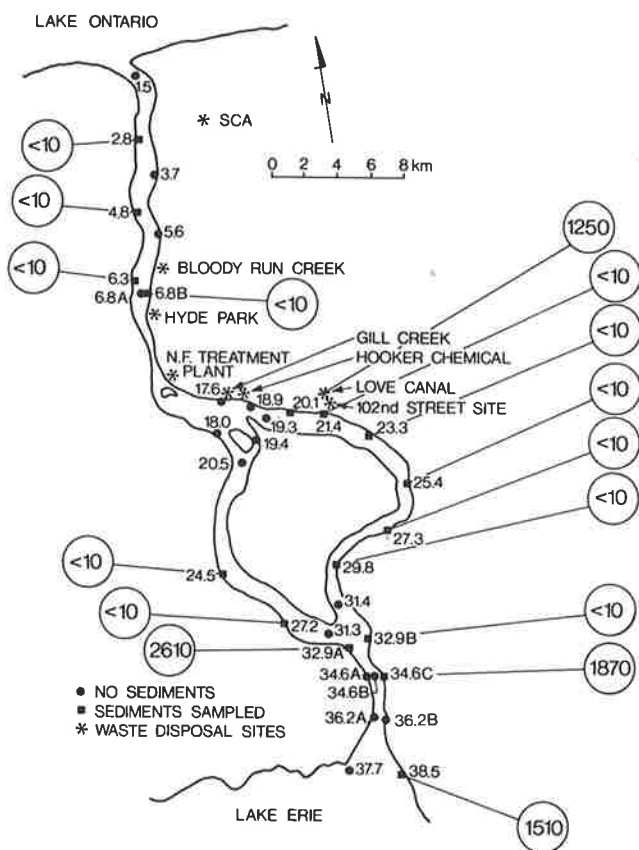 LAKE ONTARIO
1.5
* SCA
N
<10
2.8
0 2 4 6 8 km
3.7
<10
4.8
1250
5.6
<10
<10
BLOODY RUN CREEK
6.3
6.8A
6.8B
<10
HYDE PARK
<10
GILL CREEK
N.F. TREATMENT
PLANT
HOOKER CHEMICAL
LOVE CANAL
17.6
18.9
20.1
102nd STREET SITE
<10
19.3
21.4
23.3
18.0
19.4
<10
20.5
25.4
<10
27.3
<10
29.8
24.5
31.4
<10
27.2
31.3
<10
32.9B
2610
32.9A
34.6A
34.6C
1870
34.6B
● NO SEDIMENTS
■ SEDIMENTS SAMPLED
* WASTE DISPOSAL SITES
36.2A
36.2B
37.7
38.5
LAKE ERIE
1510